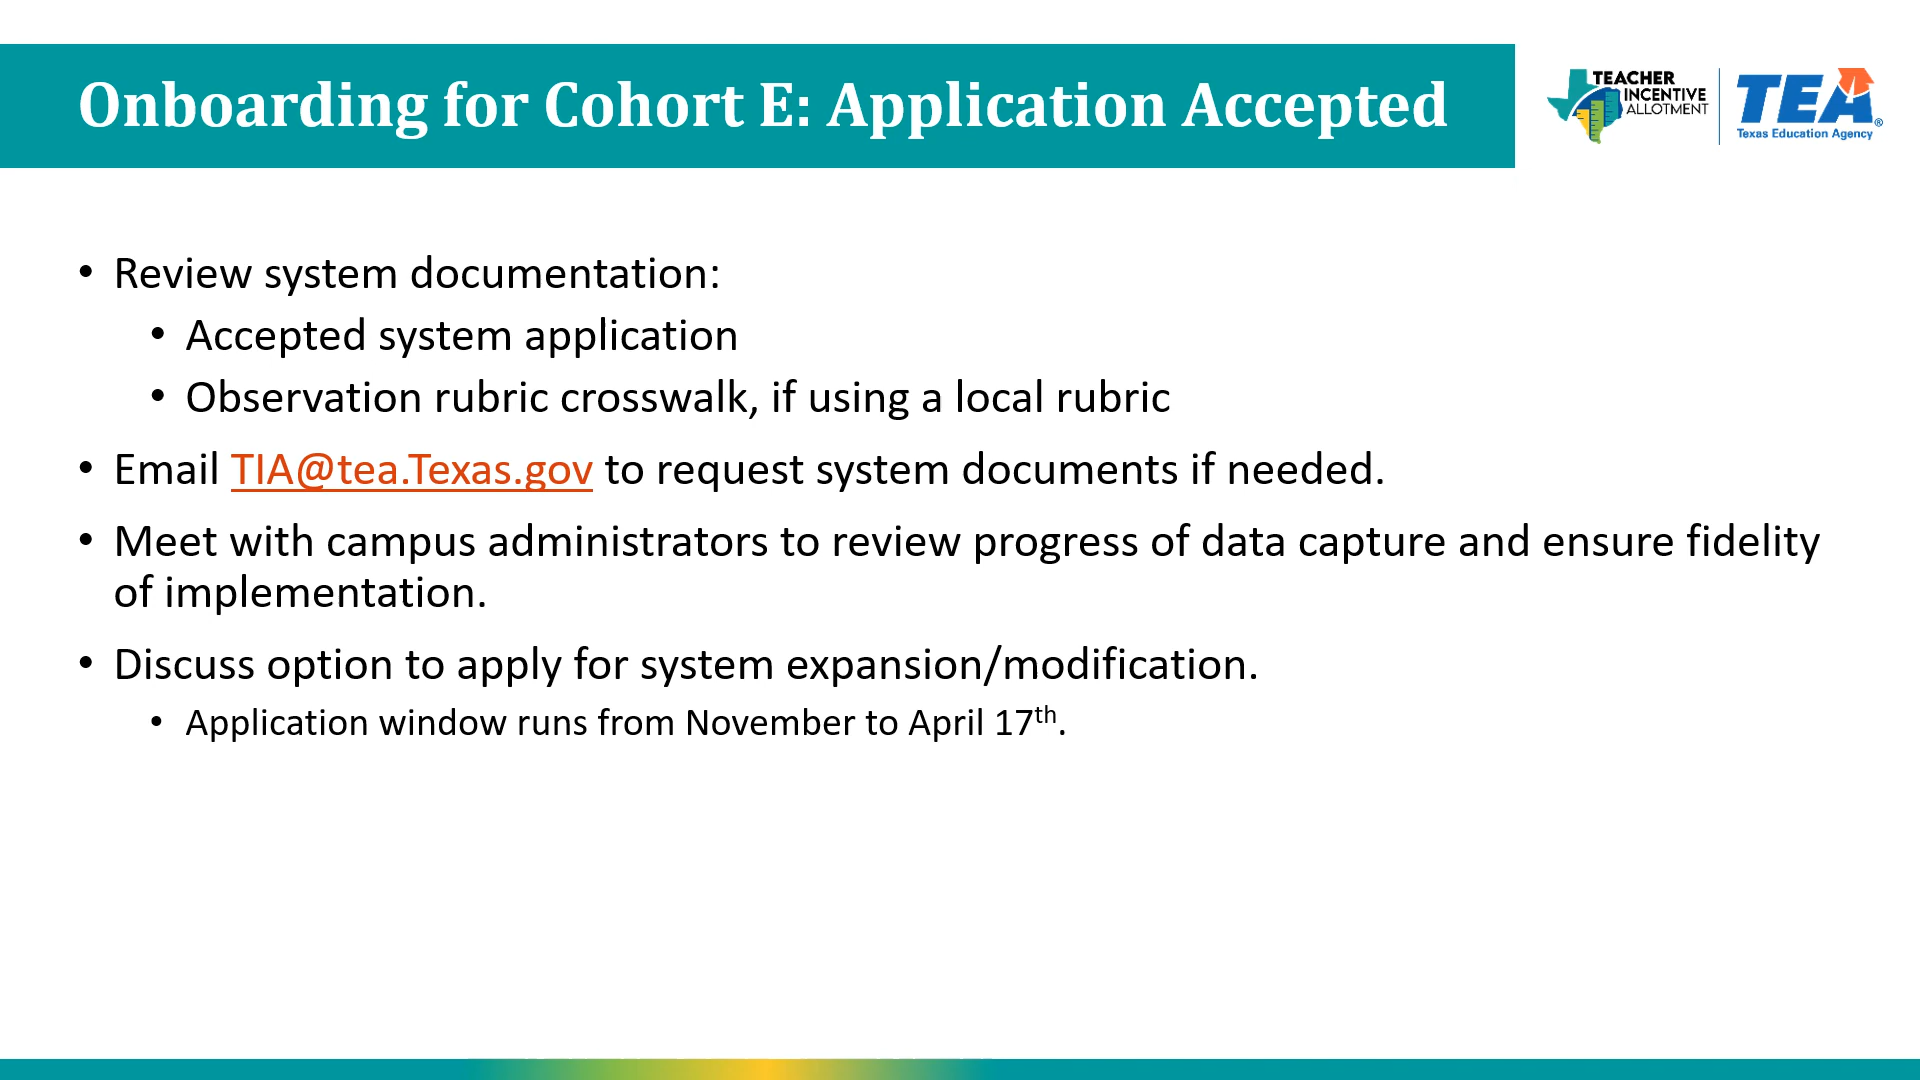 Onboarding for Cohort E: Application Accepted
TEACHER
INCENTIVE
ALLOTMENT
TEA®
Texas Education Agency
• Review system documentation:
• Accepted system application
• Observation rubric crosswalk, if using a local rubric
• Email TIA@tea.Texas.gov to request system documents if needed.
• Meet with campus administrators to review progress of data capture and ensure fidelity
of implementation.
• Discuss option to apply for system expansion/modification.
• Application window runs from November to April 17th.